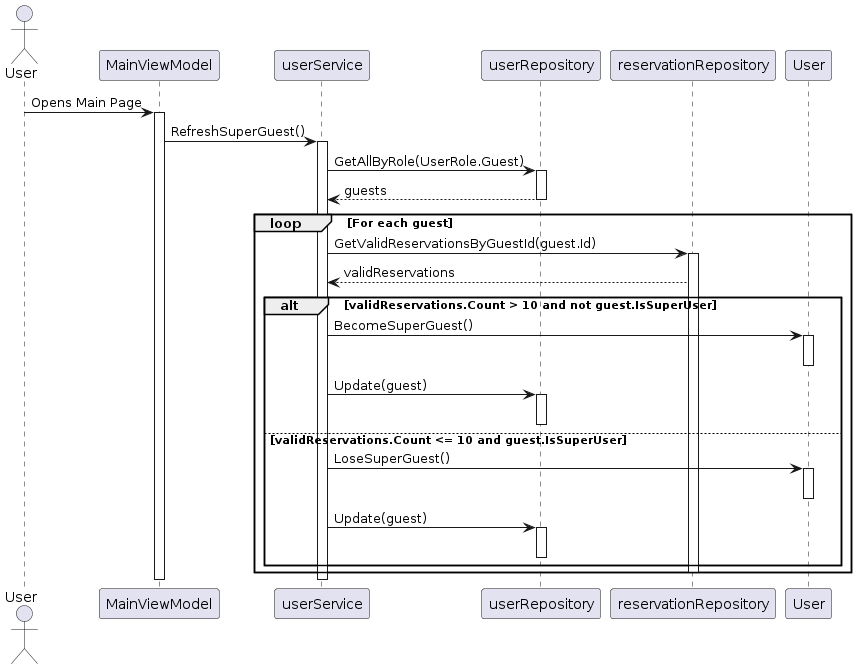 User
MainViewModel
userService
userRepository
reservationRepository
User
Opens Main Page
RefreshSuperGuest()
GetAllByRole(UserRole.Guest)
guests
loop [For each guest]
GetValidReservationsByGuestId(guest.Id)
validReservations
alt [validReservations.Count > 10 and not guest.IsSuperUser]
BecomeSuperGuest()
Update(guest)
[validReservations.Count <= 10 and guest.IsSuperUser]
LoseSuperGuest()
Update(guest)
User
MainViewModel
userService
userRepository
reservationRepository
User